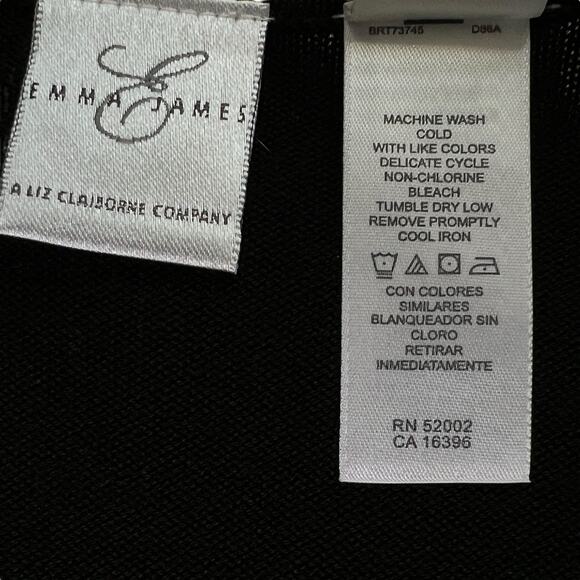 EMMA JAMES
A LIZ CLAIBORNE COMPANY
BRT73745 D86A
MACHINE WASH
COLD
WITH LIKE COLORS
DELICATE CYCLE
NON-CHLORINE
BLEACH
TUMBLE DRY LOW
REMOVE PROMPTLY
COOL IRON
CON COLORES
SIMILARES
BLANQUEADOR SIN
CLORO
RETIRAR
INMEDIATAMENTE
RN 52002
CA 16396